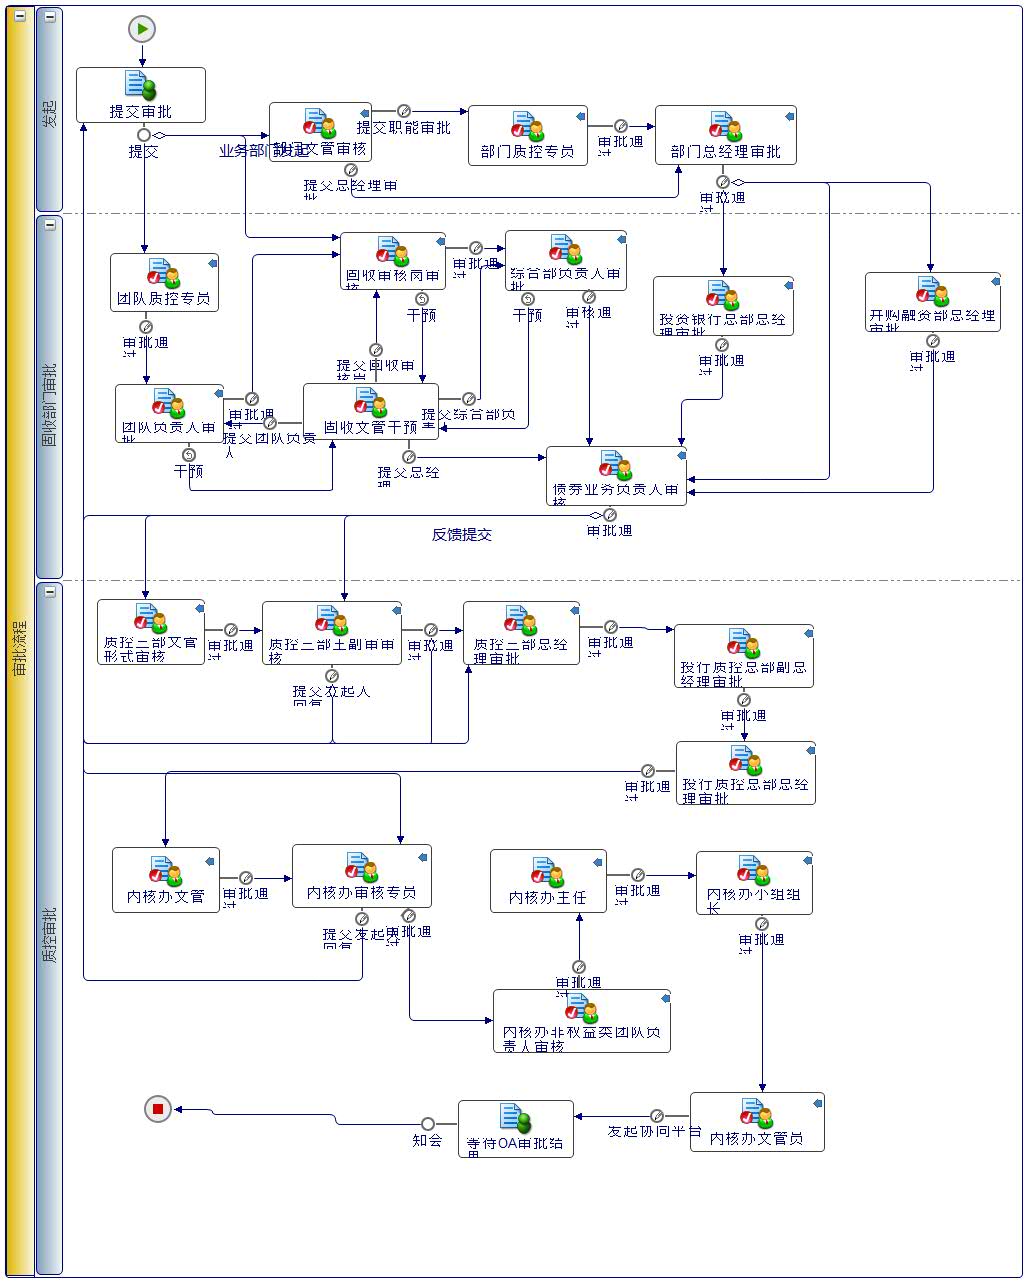 审批流程
发起
提交审批
提交
业务部门发起
部门文管审核
提交职能审批
部门质控专员
审批通过
部门总经理审批
提交总经理审批
审批通过
固收部门审批
团队质控专员
固收审核岗审核
审批通过
综合部负责人审批
投资银行总部总经理审批
并购融资部总经理审批
干预
干预
审核通过
审批通过
提交固收审核岗
审批通过
审批通过
团队负责人审批
审批通过
固收文管干预
提交综合部负
提交团队负责人
干预
提交总经理
债券业务负责人审核
审批通过
反馈提交
质控审批
质控二部文管形式审核
审批通过
质控二部主副审审核
审批通过
质控二部总经理审批
审批通过
投行质控总部副总经理审批
提交发起人回复
审批通过
投行质控总部总经理审批
审批通过
内核办文管
审批通过
内核办审核专员
内核办主任
审批通过
内核办小组组长
提交发起人回复
审批通过
审批通过
审批通过
内核办非权益类团队负责人审核
知会
等待OA审批结果
发起协同平台
内核办文管员